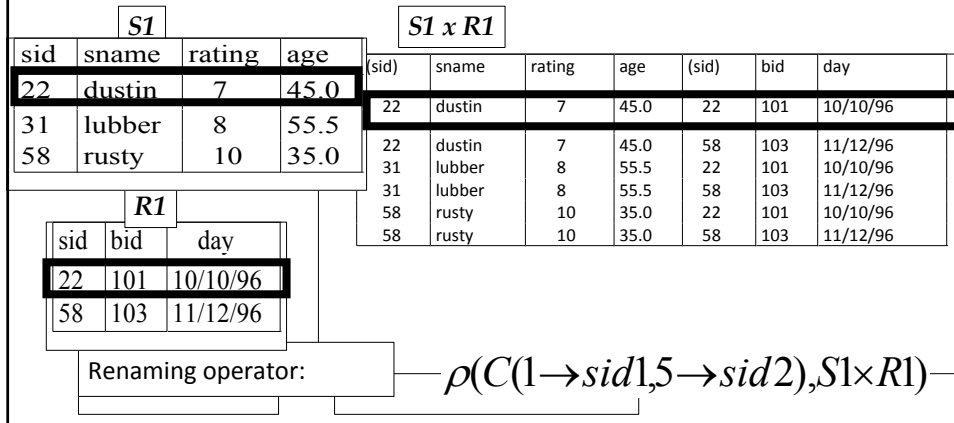 S1
sid sname rating age
22 dustin 7 45.0
31 lubber 8 55.5
58 rusty 10 35.0
R1
sid bid day
22 101 10/10/96
58 103 11/12/96
S1 x R1
(sid) sname rating age (sid) bid day
22 dustin 7 45.0 22 101 10/10/96
22 dustin 7 45.0 58 103 11/12/96
31 lubber 8 55.5 22 101 10/10/96
31 lubber 8 55.5 58 103 11/12/96
58 rusty 10 35.0 22 101 10/10/96
58 rusty 10 35.0 58 103 11/12/96
Renaming operator: ρ(C(1→sid1,5→sid2),S1×R1)